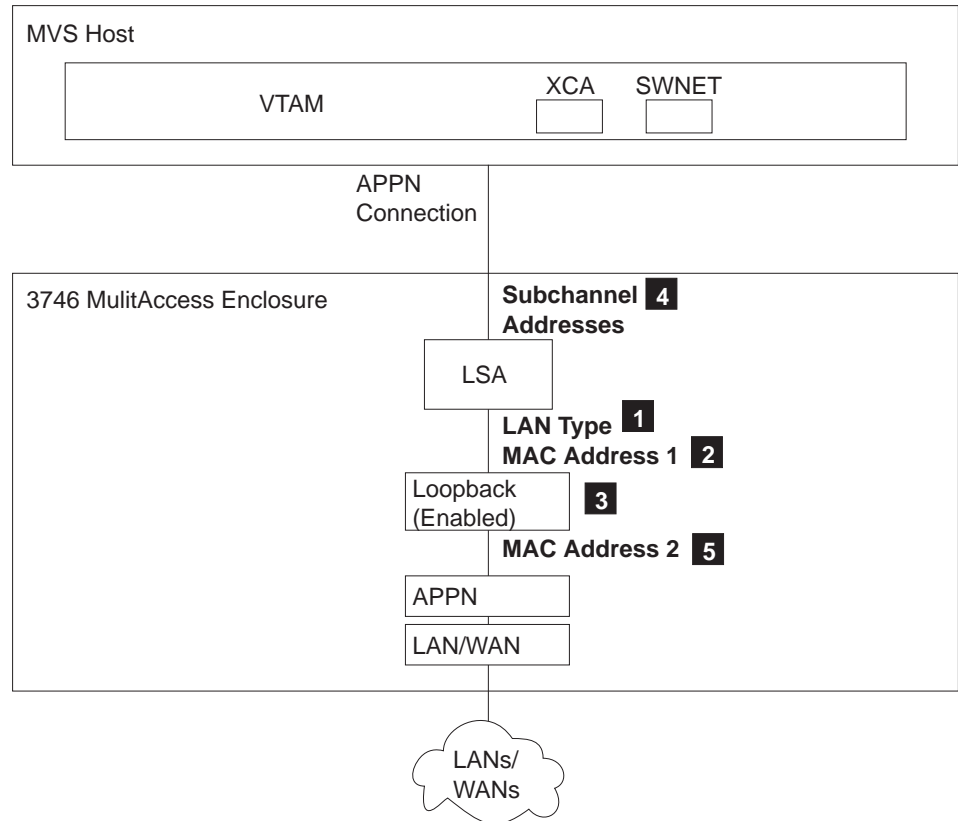 MVS Host
XCA SWNET
VTAM
APPN
Connection
3746 MulitAccess Enclosure
Subchannel 4
Addresses
LSA
LAN Type 1
MAC Address 1 2
Loopback
(Enabled)
3
MAC Address 2 5
APPN
LAN/WAN
LANs/
WANs